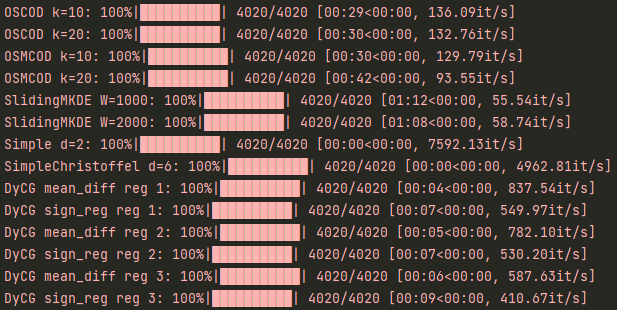 OSCOD k=10: 100%|██████████| 4020/4020 [00:29<00:00, 136.09it/s]
OSCOD k=20: 100%|██████████| 4020/4020 [00:30<00:00, 132.76it/s]
OSMCOD k=10: 100%|██████████| 4020/4020 [00:30<00:00, 129.79it/s]
OSMCOD k=20: 100%|██████████| 4020/4020 [00:42<00:00, 93.55it/s]
SlidingMKDE W=1000: 100%|██████████| 4020/4020 [01:12<00:00, 55.54it/s]
SlidingMKDE W=2000: 100%|██████████| 4020/4020 [01:08<00:00, 58.74it/s]
Simple d=2: 100%|██████████| 4020/4020 [00:00<00:00, 7592.13it/s]
SimpleChristoffel d=6: 100%|██████████| 4020/4020 [00:00<00:00, 4962.81it/s]
DyCG mean_diff reg 1: 100%|██████████| 4020/4020 [00:04<00:00, 837.54it/s]
DyCG sign_reg reg 1: 100%|██████████| 4020/4020 [00:07<00:00, 549.97it/s]
DyCG mean_diff reg 2: 100%|██████████| 4020/4020 [00:05<00:00, 782.10it/s]
DyCG sign_reg reg 2: 100%|██████████| 4020/4020 [00:07<00:00, 530.20it/s]
DyCG mean_diff reg 3: 100%|██████████| 4020/4020 [00:06<00:00, 587.63it/s]
DyCG sign_reg reg 3: 100%|██████████| 4020/4020 [00:09<00:00, 410.67it/s]